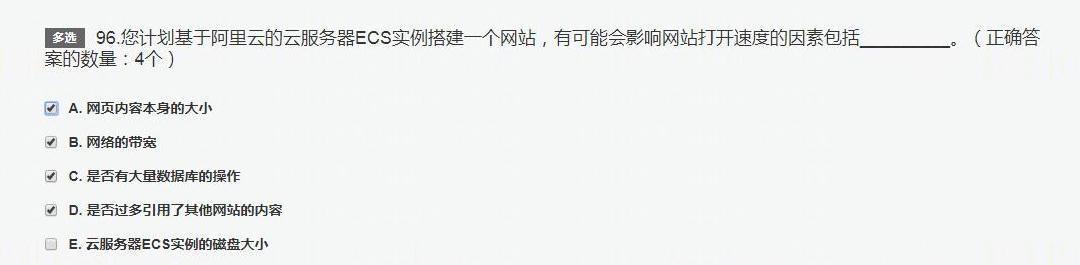 多选 96.您计划基于阿里云的云服务器ECS实例搭建一个网站，有可能会影响网站打开速度的因素包括_________。（正确答
案的数量：4个）
A. 网页内容本身的大小
B. 网络的带宽
C. 是否有大量数据库的操作
D. 是否过多引用了其他网站的内容
E. 云服务器ECS实例的磁盘大小